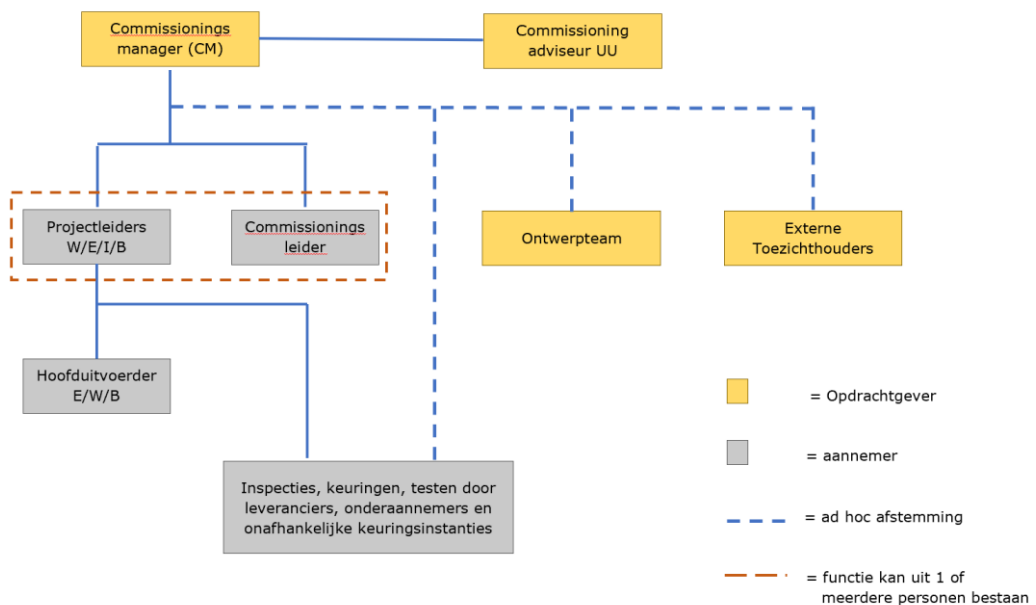 Commissionings
manager (CM)
Commissioning
adviseur UU
Projectleiders
W/E/I/B
Commissionings
leider
Ontwerpteam
Externe
Toezichthouders
Hoofduitvoerder
E/W/B
Inspecties, keuringen, testen door
leveranciers, onderaannemers en
onafhankelijke keuringsinstanties
= Opdrachtgever
= aannemer
= ad hoc afstemming
= functie kan uit 1 of
meerdere personen bestaan